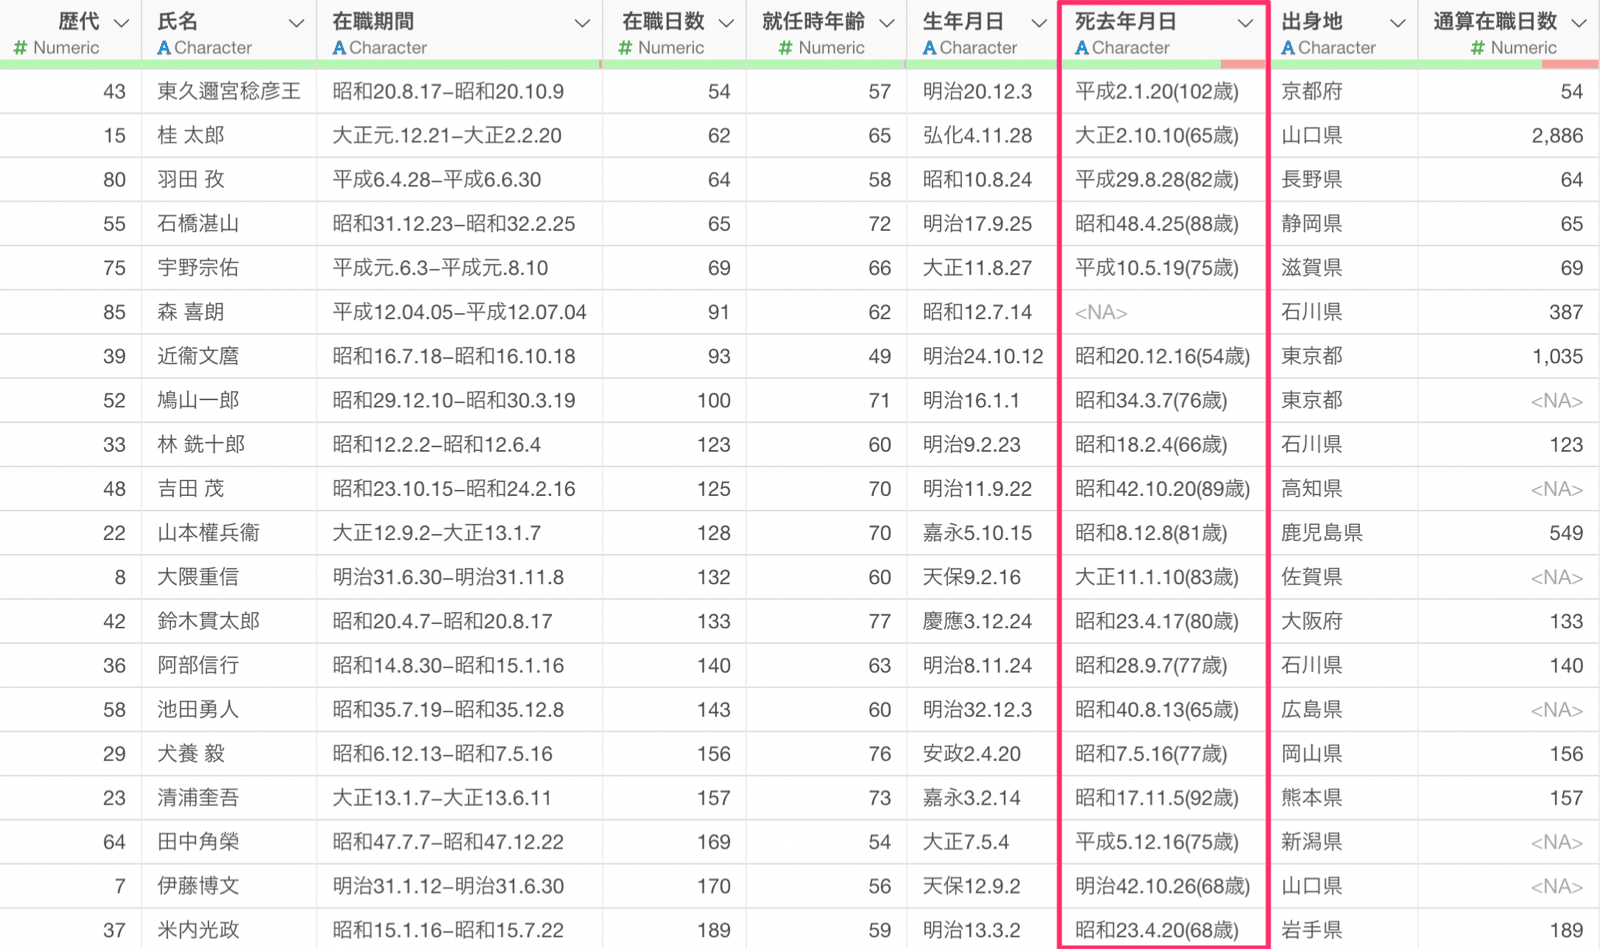 歴代 氏名 在職期間 在職日数 就任時年齢 生年月日 死去年月日 出身地 通算在職日数
# Numeric A Character A Character # Numeric # Numeric A Character A Character A Character # Numeric
43 東久邇宮稔彦王 昭和20.8.17–昭和20.10.9 54 57 明治20.12.3 平成2.1.20(102歳) 京都府 54
15 桂 太郎 大正元.12.21–大正2.2.20 62 65 弘化4.11.28 大正2.10.10(65歳) 山口県 2,886
80 羽田 孜 平成6.4.28–平成6.6.30 64 58 昭和10.8.24 平成29.8.28(82歳) 長野県 64
55 石橋湛山 昭和31.12.23–昭和32.2.25 65 72 明治17.9.25 昭和48.4.25(88歳) 静岡県 65
75 宇野宗佑 平成元.6.3–平成元.8.10 69 66 大正11.8.27 平成10.5.19(75歳) 滋賀県 69
85 森 喜朗 平成12.04.05–平成12.07.04 91 62 昭和12.7.14 <NA> 石川県 387
39 近衞文麿 昭和16.7.18–昭和16.10.18 93 49 明治24.10.12 昭和20.12.16(54歳) 東京都 1,035
52 鳩山一郎 昭和29.12.10–昭和30.3.19 100 71 明治16.1.1 昭和34.3.7(76歳) 東京都 <NA>
33 林 銑十郎 昭和12.2.2–昭和12.6.4 123 60 明治9.2.23 昭和18.2.4(66歳) 石川県 123
48 吉田 茂 昭和23.10.15–昭和24.2.16 125 70 明治11.9.22 昭和42.10.20(89歳) 高知県 <NA>
22 山本權兵衞 大正12.9.2–大正13.1.7 128 70 嘉永5.10.15 昭和8.12.8(81歳) 鹿児島県 549
8 大隈重信 明治31.6.30–明治31.11.8 132 60 天保9.2.16 大正11.1.10(83歳) 佐賀県 <NA>
42 鈴木貫太郎 昭和20.4.7–昭和20.8.17 133 77 慶應3.12.24 昭和23.4.17(80歳) 大阪府 133
36 阿部信行 昭和14.8.30–昭和15.1.16 140 63 明治8.11.24 昭和28.9.7(77歳) 石川県 140
58 池田勇人 昭和35.7.19–昭和35.12.8 143 60 明治32.12.3 昭和40.8.13(65歳) 広島県 <NA>
29 犬養 毅 昭和6.12.13–昭和7.5.16 156 76 安政2.4.20 昭和7.5.16(77歳) 岡山県 156
23 清浦奎吾 大正13.1.7–大正13.6.11 157 73 嘉永3.2.14 昭和17.11.5(92歳) 熊本県 157
64 田中角榮 昭和47.7.7–昭和47.12.22 169 54 大正7.5.4 平成5.12.16(75歳) 新潟県 <NA>
7 伊藤博文 明治31.1.12–明治31.6.30 170 56 天保12.9.2 明治42.10.26(68歳) 山口県 <NA>
37 米内光政 昭和15.1.16–昭和15.7.22 189 59 明治13.3.2 昭和23.4.20(68歳) 岩手県 189